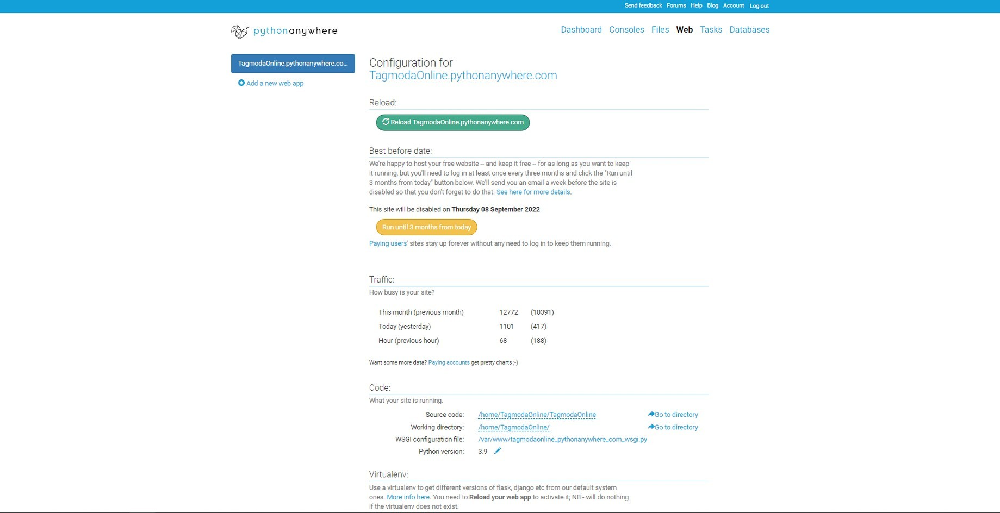 Send feedback Forums Help Blog Account Log out
pythonanywhere
Dashboard Consoles Files Web Tasks Databases
TagmodaOnline.pythonanywhere.co...
Add a new web app
Configuration for
TagmodaOnline.pythonanywhere.com
Reload:
Reload TagmodaOnline.pythonanywhere.com
Best before date:
We're happy to host your free website -- and keep it free -- for as long as you want to keep
it running, but you'll need to log in at least once every three months and click the "Run until
3 months from today" button below. We'll send you an email a week before the site is
disabled so that you don't forget to do that. See here for more details.
This site will be disabled on Thursday 08 September 2022
Run until 3 months from today
Paying users' sites stay up forever without any need to log in to keep them running.
Traffic:
How busy is your site?
This month (previous month) 12772 (10391)
Today (yesterday) 1101 (417)
Hour (previous hour) 68 (188)
Want some more data? Paying accounts get pretty charts ;-)
Code:
What your site is running.
Source code: /home/TagmodaOnline/TagmodaOnline Go to directory
Working directory: /home/TagmodaOnline/ Go to directory
WSGI configuration file: /var/www/tagmodaonline_pythonanywhere_com_wsgi.py
Python version: 3.9
Virtualenv:
Use a virtualenv to get different versions of flask, django etc from our default system
ones. More info here. You need to Reload your web app to activate it; NB - will do nothing
if the virtualenv does not exist.